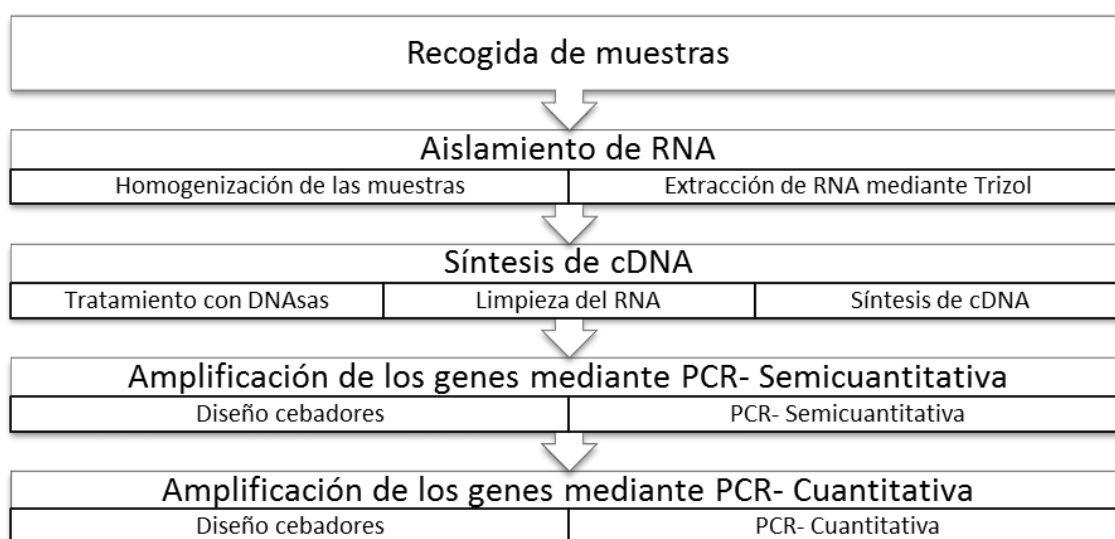 Recogida de muestras
Aislamiento de RNA
Homogenización de las muestras
Extracción de RNA mediante Trizol
Síntesis de cDNA
Tratamiento con DNAsas
Limpieza del RNA
Síntesis de cDNA
Amplificación de los genes mediante PCR- Semicuantitativa
Diseño cebadores
PCR- Semicuantitativa
Amplificación de los genes mediante PCR- Cuantitativa
Diseño cebadores
PCR- Cuantitativa